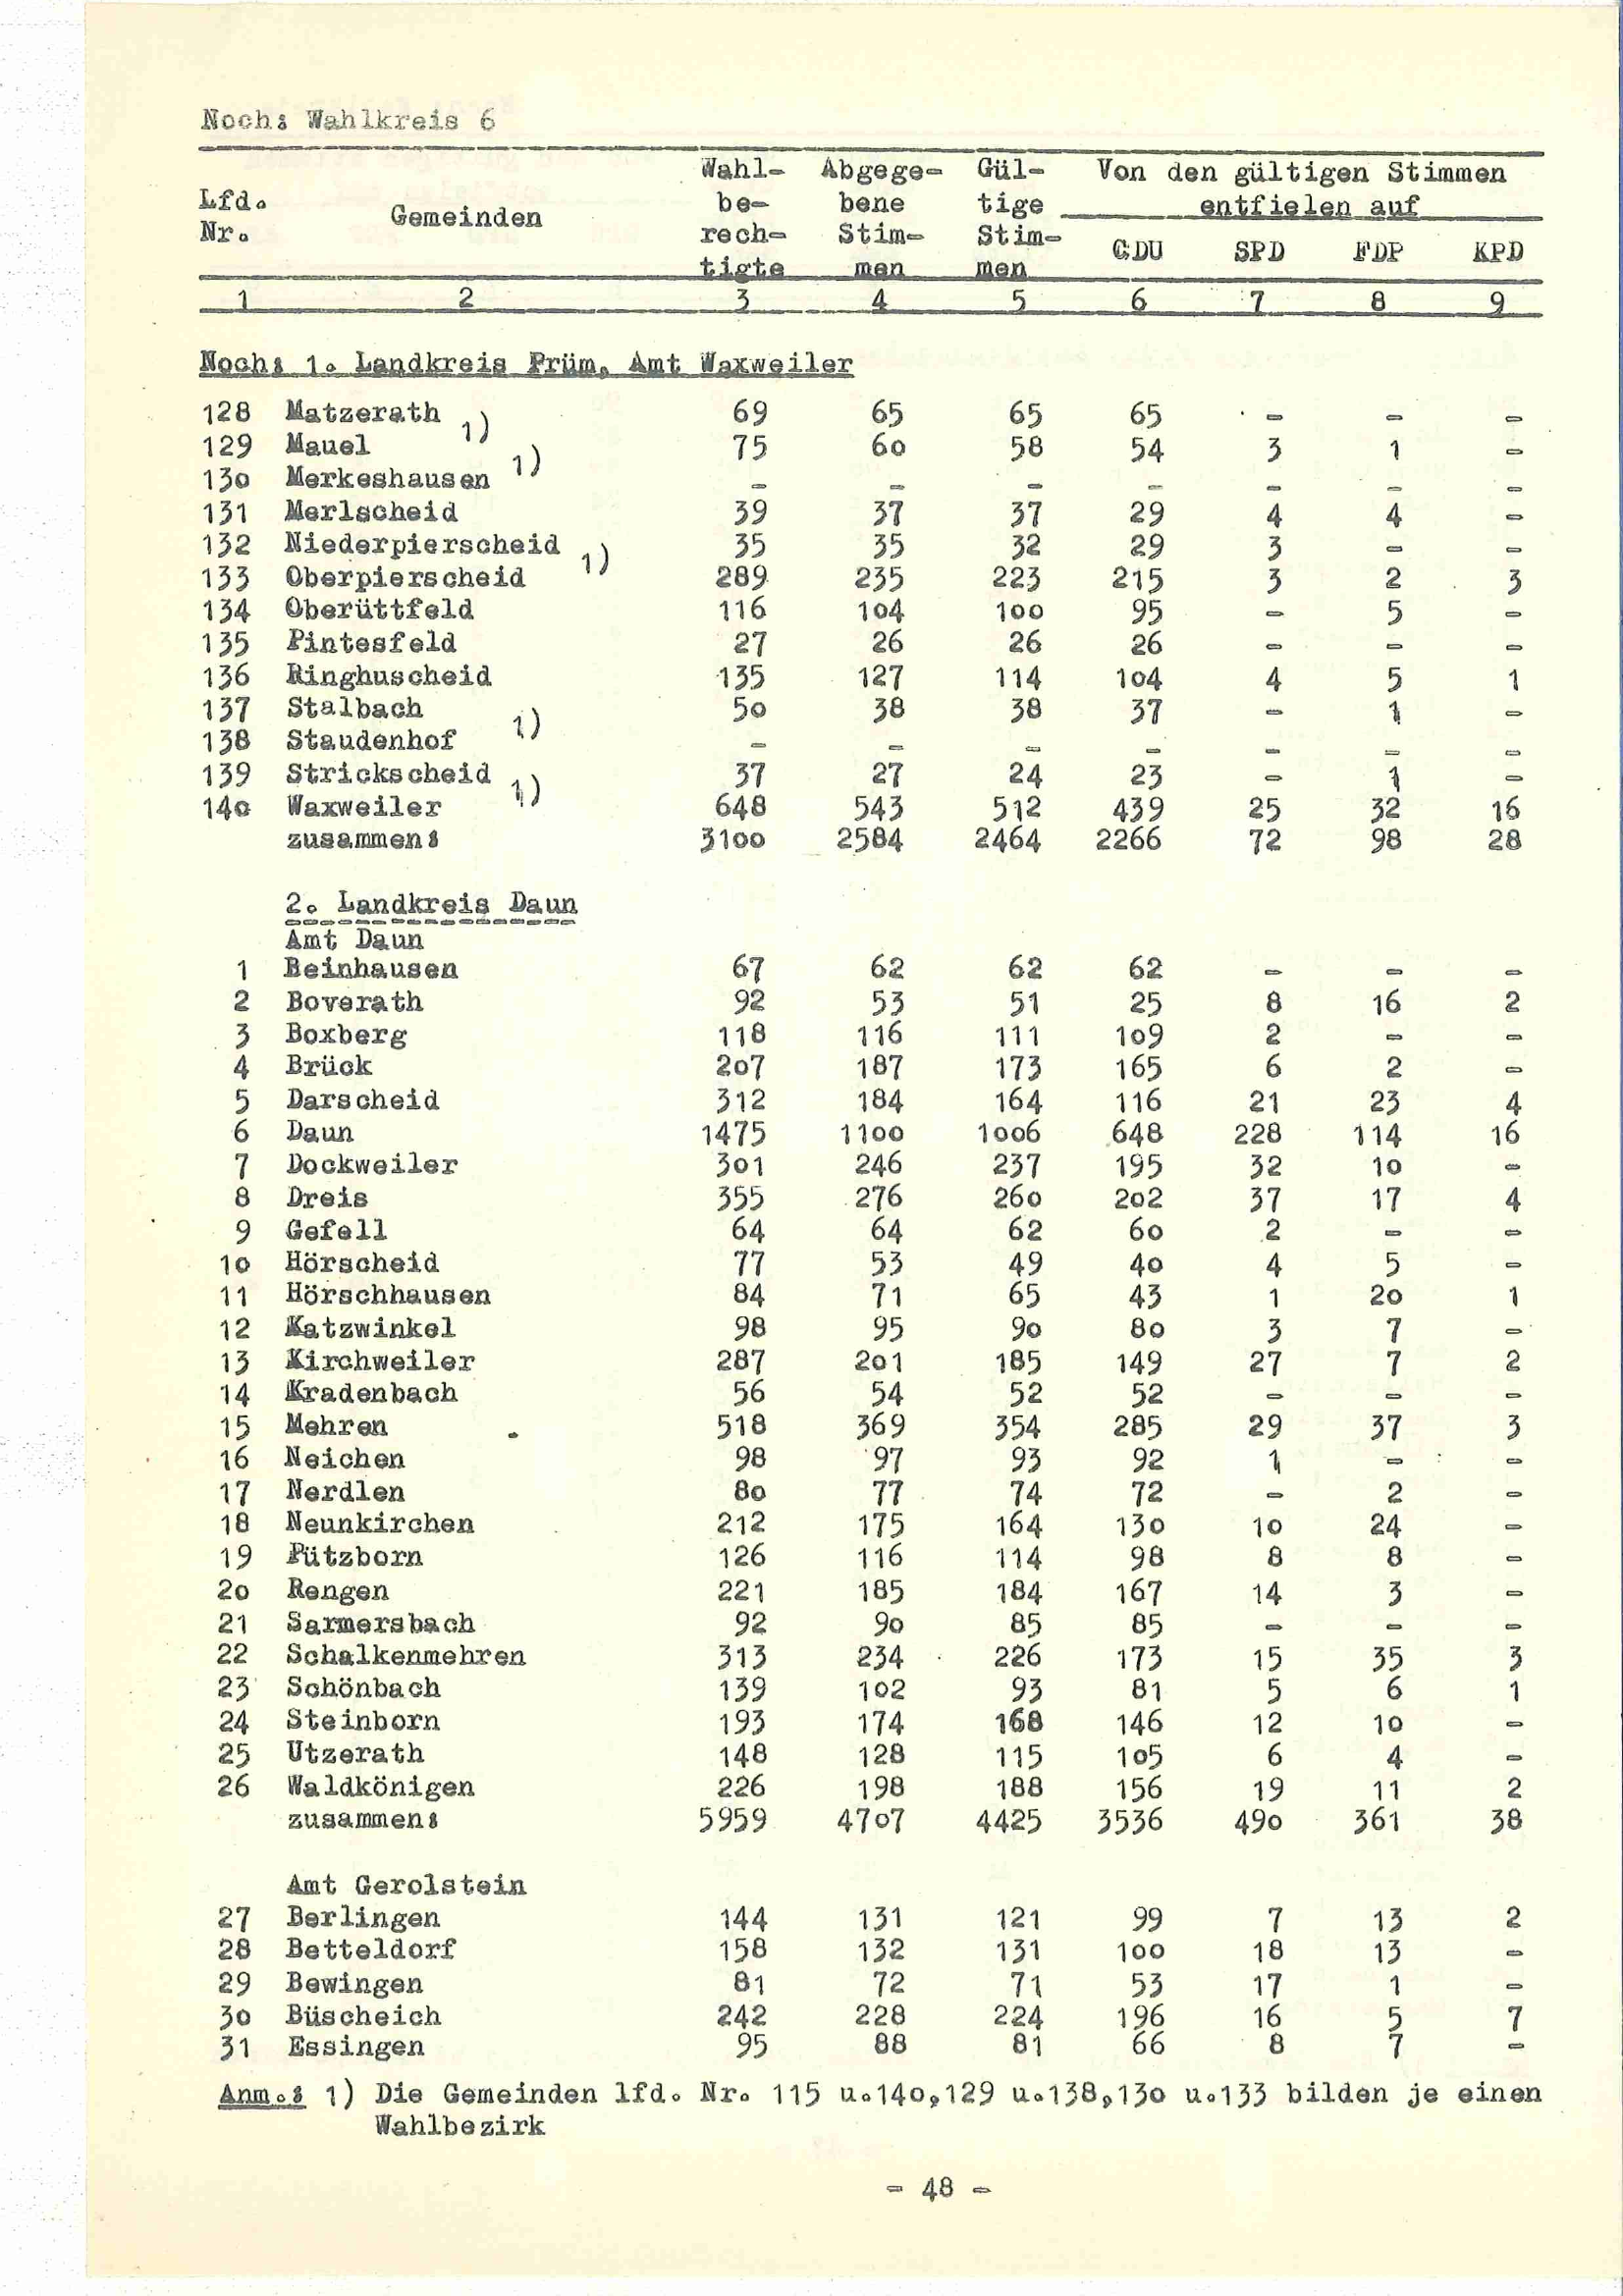 Noch: Wahlkreis 6
Lfd. Nr. Gemeinden Wahl- be- rech- tigte Abgege- bene Stim- men Gül- tige Stim- men Von den gültigen Stimmen entfielen auf
CDU SPD FDP KPD
1 2 3 4 5 6 7 8 9
Noch: 1. Landkreis Prüm, Amt Waxweiler
128 Matzerath 69 65 65 65 - - -
129 Mauel 1) 75 60 58 54 3 1 -
130 Merkeshausen 1) - - - - - - -
131 Merlscheid 39 37 37 29 4 4 -
132 Niederpierscheid 35 35 32 29 3 - -
133 Oberpierscheid 1) 289 235 223 215 3 2 3
134 Oberüttfeld 116 104 100 95 - 5 -
135 Pintesfeld 27 26 26 26 - - -
136 Ringhuscheid 135 127 114 104 4 5 1
137 Stalbach 50 38 38 37 - 1 -
138 Staudenhof 1) - - - - - - -
139 Strickscheid 37 27 24 23 - 1 -
140 Waxweiler 1) 648 543 512 439 25 32 16
zusammen: 3100 2584 2464 2266 72 98 28
2. Landkreis Daun
Amt Daun
1 Beinhausen 67 62 62 62 - - -
2 Boverath 92 53 51 25 8 16 2
3 Boxberg 118 116 111 109 2 - -
4 Brück 207 187 173 165 6 2 -
5 Darscheid 312 184 164 116 21 23 4
6 Daun 1475 1100 1006 648 228 114 16
7 Dockweiler 301 246 237 195 32 10 -
8 Dreis 355 276 260 202 37 17 4
9 Gefell 64 64 62 60 2 - -
10 Hörscheid 77 53 49 40 4 5 -
11 Hörschhausen 84 71 65 43 1 20 1
12 Katzwinkel 98 95 90 80 3 7 -
13 Kirchweiler 287 201 185 149 27 7 2
14 Kradenbach 56 54 52 52 - - -
15 Mehren 518 369 354 285 29 37 3
16 Neichen 98 97 93 92 1 - -
17 Nerdlen 80 77 74 72 - 2 -
18 Neunkirchen 212 175 164 130 10 24 -
19 Pützborn 126 116 114 98 8 8 -
20 Rengen 221 185 184 167 14 3 -
21 Sarmersbach 92 90 85 85 - - -
22 Schalkenmehren 313 234 226 173 15 35 3
23 Schönbach 139 102 93 81 5 6 1
24 Steinborn 193 174 168 146 12 10 -
25 Utzerath 148 128 115 105 6 4 -
26 Waldkönigen 226 198 188 156 19 11 2
zusammen: 5959 4707 4425 3536 490 361 38
Amt Gerolstein
27 Berlingen 144 131 121 99 7 13 2
28 Betteldorf 158 132 131 100 18 13 -
29 Bewingen 81 72 71 53 17 1 -
30 Büscheich 242 228 224 196 16 5 7
31 Essingen 95 88 81 66 8 7 -
Anm.: 1) Die Gemeinden lfd. Nr. 115 u.140,129 u.138,130 u.133 bilden je einen
Wahlbezirk
- 48 -